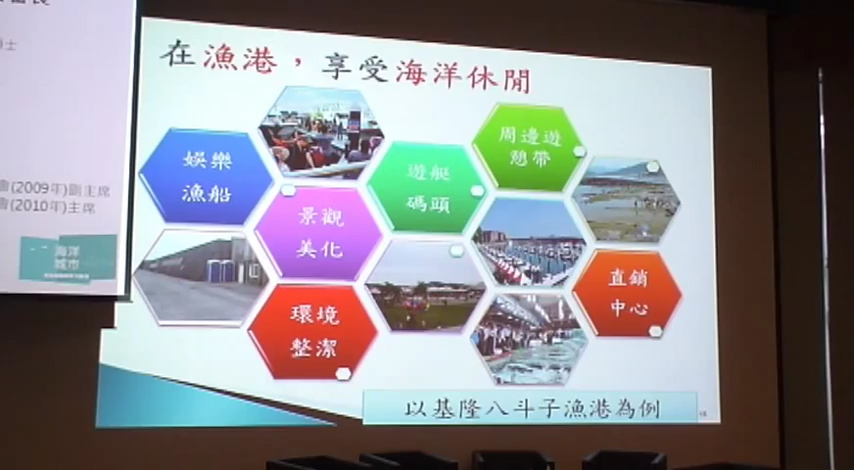 士
會(2009年)副主席
會(2010年)主席
海洋
城市
在漁港，享受海洋休閒
娛樂
漁船
景觀
美化
環境
整潔
遊艇
碼頭
周邊遊
憩帶
直銷
中心
以基隆八斗子漁港為例